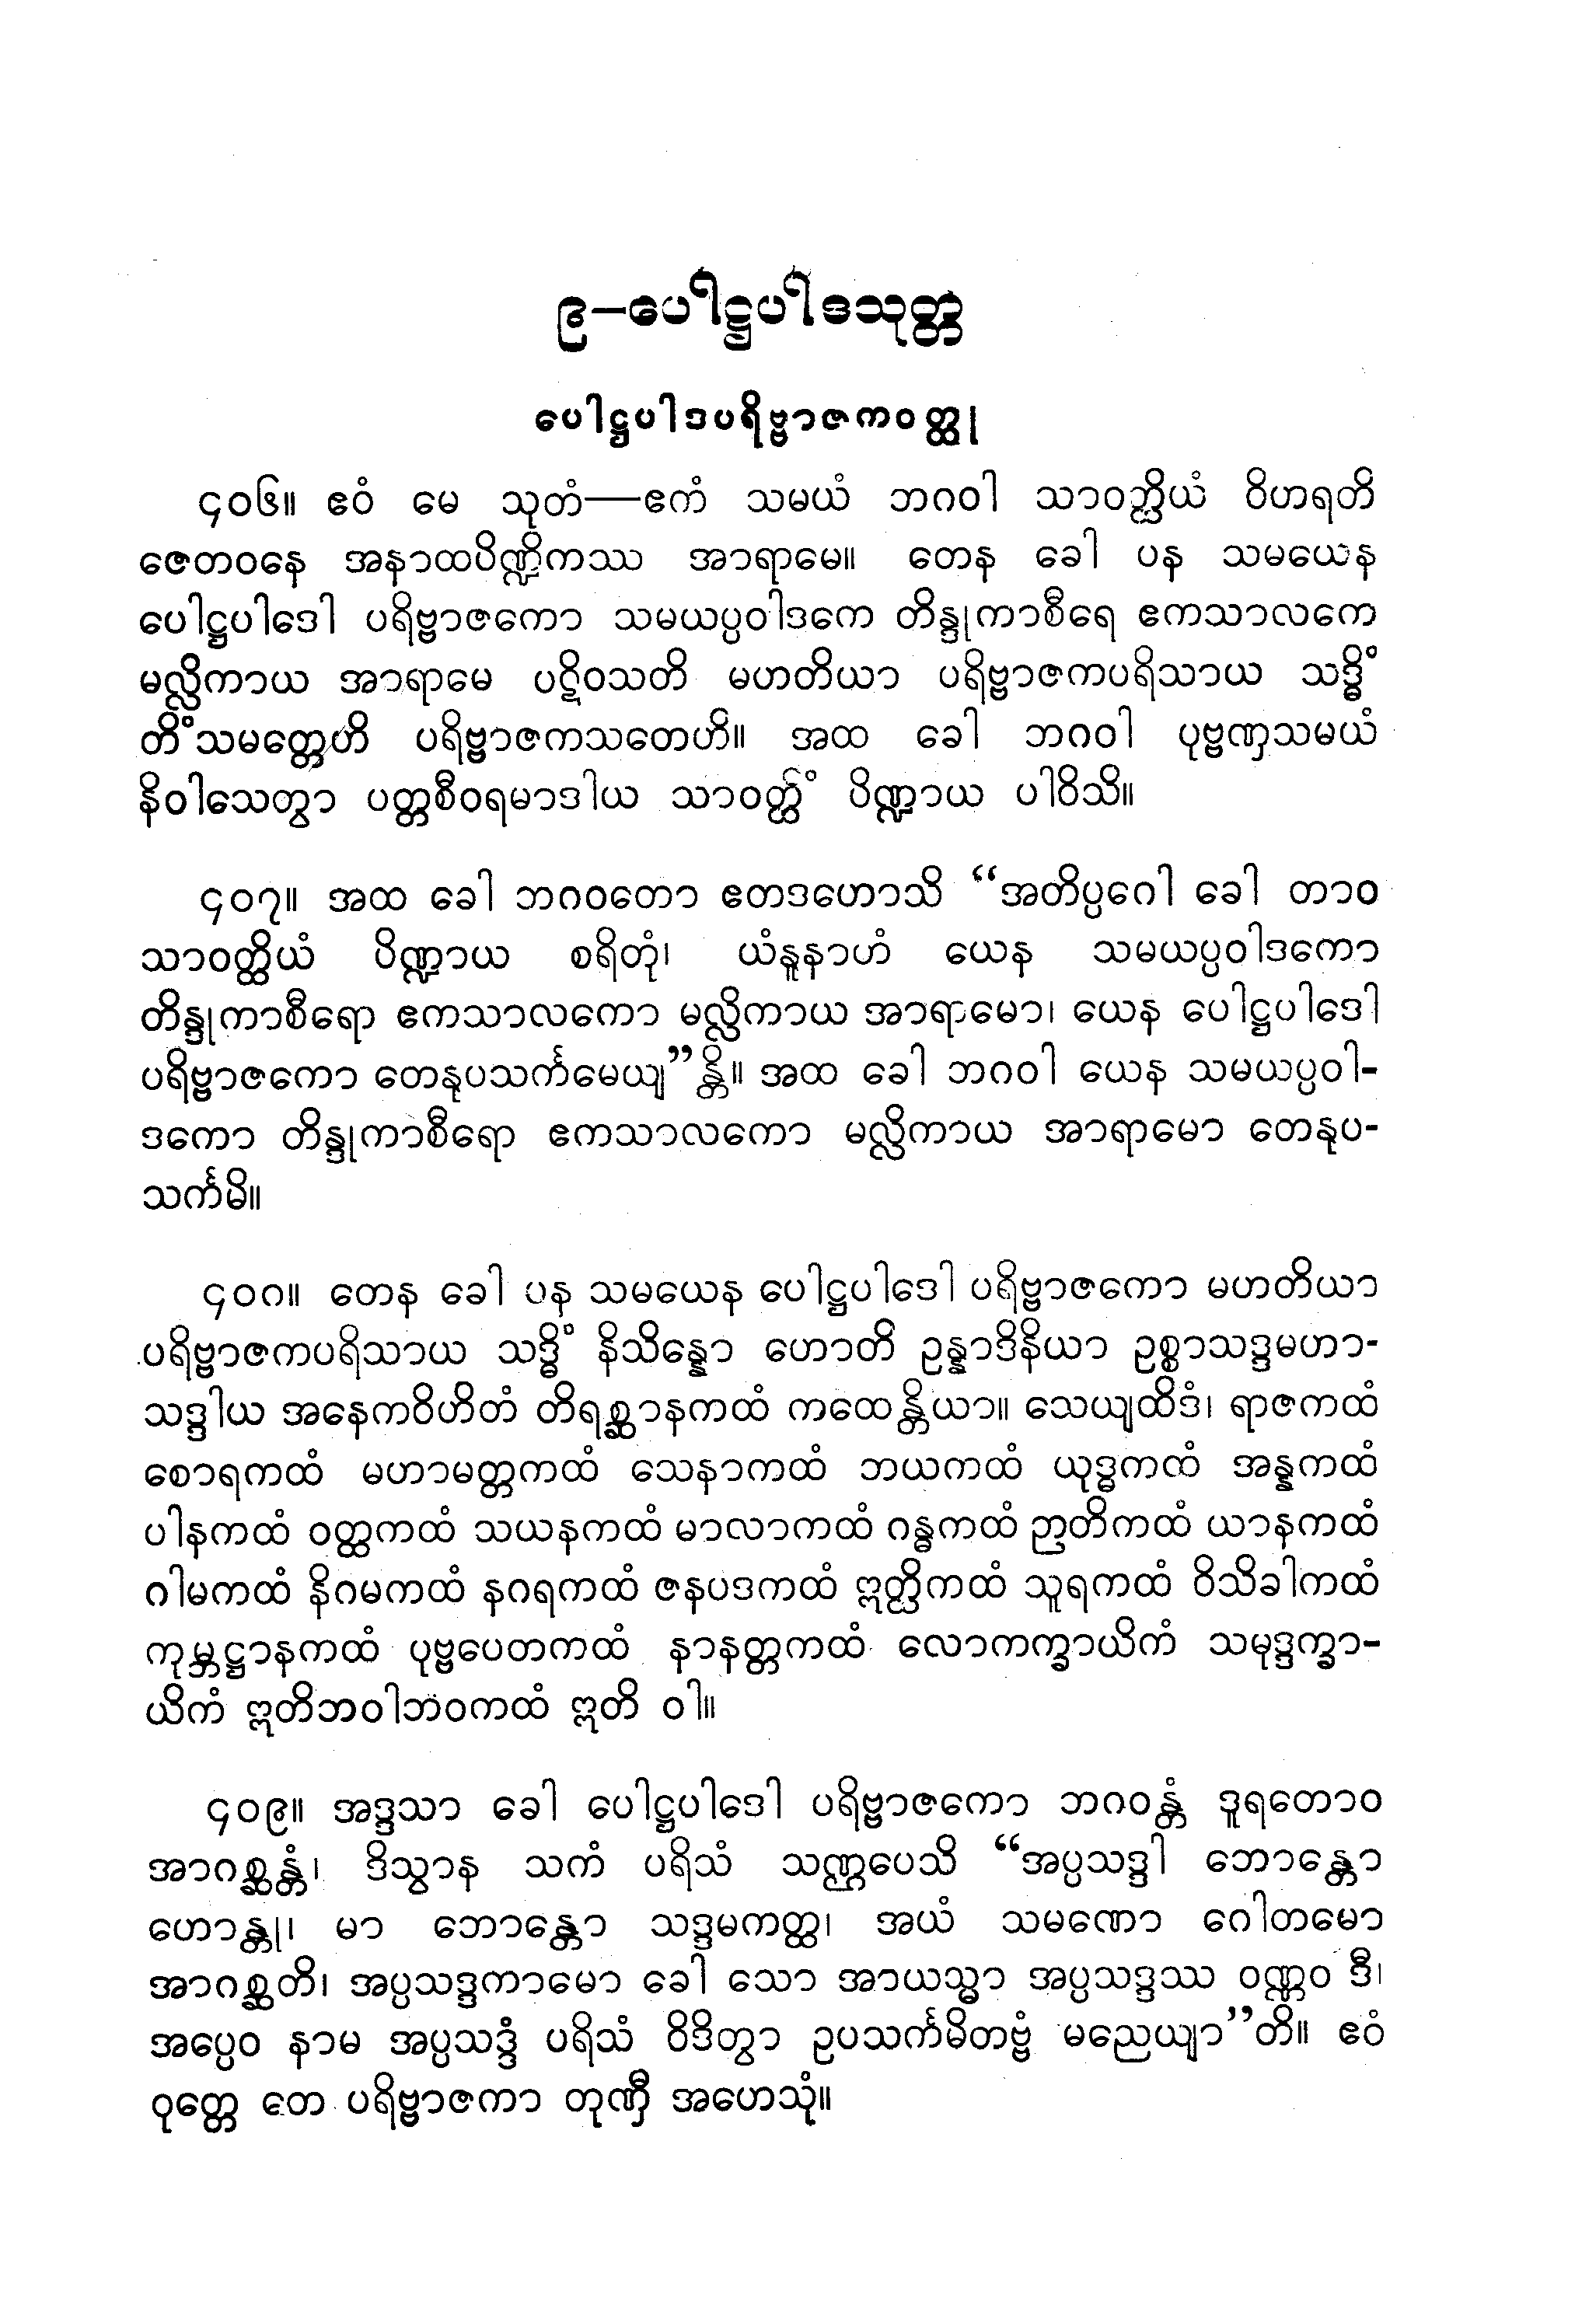 ၉–ပေါဋ္ဌပါဒသုတ္တ
ပေါဋ္ဌပါဒပရိဗ္ဗာဇကဝတ္ထု
၄၀၆။ ဧဝံ မေ သုတံ—ဧကံ သမယံ ဘဂဝါ သာဝတ္ထိယံ ဝိဟရတိ
ဇေတဝနေ အနာထပိဏ္ဍိကဿ အာရာမေ။ တေန ခေါ ပန သမယေန
ပေါဋ္ဌပါဒေါ ပရိဗ္ဗာဇကော သမယပ္ပဝါဒကေ တိန္ဒုကာစီရေ ဧကသာလကေ
မလ္လိကာယ အာရာမေ ပဋိဝသတိ မဟတိယာ ပရိဗ္ဗာဇကပရိသာယ သဒ္ဓိံ
တိံသမတ္တေဟိ ပရိဗ္ဗာဇကသတေဟိ။ အထ ခေါ ဘဂဝါ ပုဗ္ဗဏှသမယံ
နိဝါသေတွာ ပတ္တစီဝရမာဒါယ သာဝတ္ထိံ ပိဏ္ဍာယ ပါဝိသိ။
၄၀၇။ အထ ခေါ ဘဂဝတော ဧတဒဟောသိ “အတိပ္ပဂေါ ခေါ တာဝ
သာဝတ္ထိယံ ပိဏ္ဍာယ စရိတုံ၊ ယံနူနာဟံ ယေန သမယပ္ပဝါဒကော
တိန္ဒုကာစီရော ဧကသာလကော မလ္လိကာယ အာရာမော၊ ယေန ပေါဋ္ဌပါဒေါ
ပရိဗ္ဗာဇကော တေနုပသင်္ကမေယျ”န္တိ။ အထ ခေါ ဘဂဝါ ယေန သမယပ္ပဝါ-
ဒကော တိန္ဒုကာစီရော ဧကသာလကော မလ္လိကာယ အာရာမော တေနုပ-
သင်္ကမိ။
၄၀၈။ တေန ခေါ ပန သမယေန ပေါဋ္ဌပါဒေါ ပရိဗ္ဗာဇကော မဟတိယာ
ပရိဗ္ဗာဇကပရိသာယ သဒ္ဓိံ နိသိန္နော ဟောတိ ဥန္နာဒိနိယာ ဥစ္စာသဒ္ဒမဟာ-
သဒ္ဒါယ အနေကဝိဟိတံ တိရစ္ဆာနကထံ ကထေန္တိယာ။ သေယျထိဒံ၊ ရာဇကထံ
စောရကထံ မဟာမတ္တကထံ သေနာကထံ ဘယကထံ ယုဒ္ဓကထံ အန္နကထံ
ပါနကထံ ဝတ္ထကထံ သယနကထံ မာလာကထံ ဂန္ဓကထံ ဉာတိကထံ ယာနကထံ
ဂါမကထံ နိဂမကထံ နဂရကထံ ဇနပဒကထံ ဣတ္ထိကထံ သူရကထံ ဝိသိခါကထံ
ကုမ္ဘဋ္ဌာနကထံ ပုဗ္ဗပေတကထံ နာနတ္တကထံ လောကက္ခာယိကံ သမုဒ္ဒက္ခာ-
ယိကံ ဣတိဘဝါဘဝကထံ ဣတိ ဝါ။
၄၀၉။ အဒ္ဒသာ ခေါ ပေါဋ္ဌပါဒေါ ပရိဗ္ဗာဇကော ဘဂဝန္တံ ဒူရတောဝ
အာဂစ္ဆန္တံ၊ ဒိသွာန သကံ ပရိသံ သဏ္ဌပေသိ “အပ္ပသဒ္ဒါ ဘောန္တော
ဟောန္တု၊ မာ ဘောန္တော သဒ္ဒမကတ္ထ၊ အယံ သမဏော ဂေါတမော
အာဂစ္ဆတိ၊ အပ္ပသဒ္ဒကာမော ခေါ သော အာယသ္မာ အပ္ပသဒ္ဒဿ ဝဏ္ဏဝ ဒီ၊
အပ္ပေဝ နာမ အပ္ပသဒ္ဒံ ပရိသံ ဝိဒိတွာ ဥပသင်္ကမိတဗ္ဗံ မညေယျာ”တိ။ ဧဝံ
ဝုတ္တေ တေ ပရိဗ္ဗာဇကာ တုဏှီ အဟေသုံ။